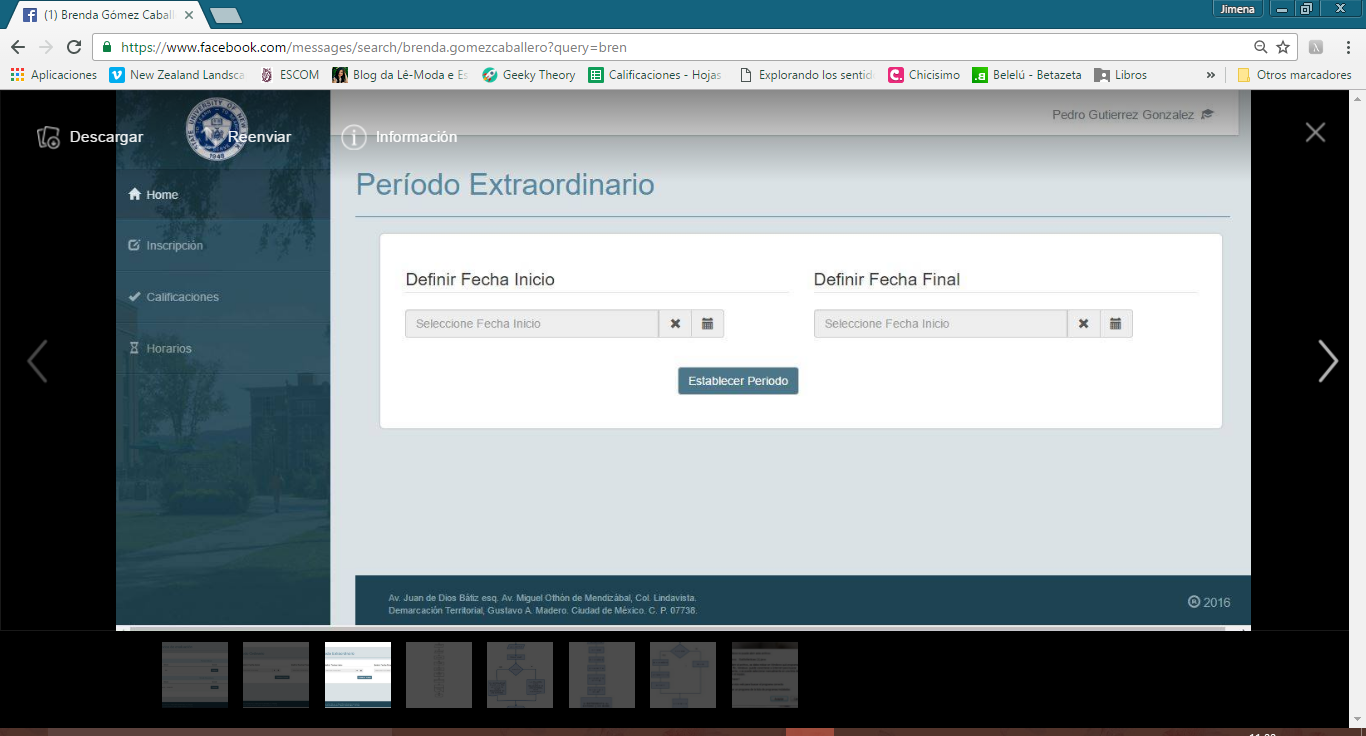 (1) Brenda Gómez Caball
Jimena
https://www.facebook.com/messages/search/brenda.gomezcaballero?query=bren
Aplicaciones
New Zealand Landsca
ESCOM
Blog da Lê-Moda e Es
Geeky Theory
Calificaciones - Hojas
Explorando los sentid
Chicisimo
Belelú - Betazeta
Libros
»
Otros marcadores
STATE UNIVERSITY OF NEW
1948
Descargar
Reenviar
Información
Pedro Gutierrez Gonzalez
Home
Inscripción
Calificaciones
Horarios
Período Extraordinario
Definir Fecha Inicio
Definir Fecha Final
Seleccione Fecha Inicio
Seleccione Fecha Inicio
Establecer Periodo
Av. Juan de Dios Bátiz esq. Av. Miguel Othón de Mendizábal, Col. Lindavista.
Demarcación Territorial, Gustavo A. Madero. Ciudad de México. C. P. 07738.
® 2016